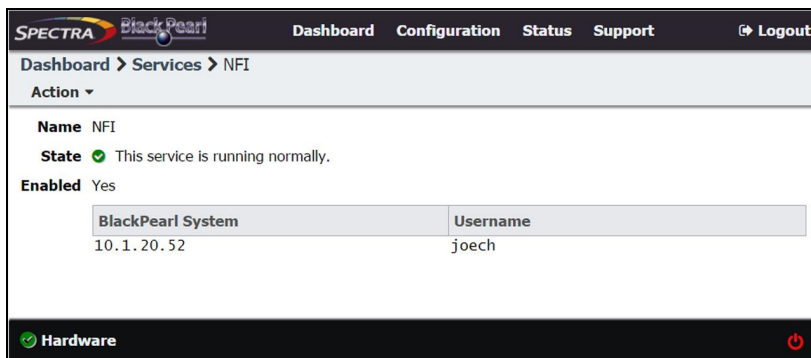 SPECTRA BlackPearl Dashboard Configuration Status Support Logout
Dashboard > Services > NFI
Action
Name NFI
State This service is running normally.
Enabled Yes
BlackPearl System Username
10.1.20.52 joech
Hardware